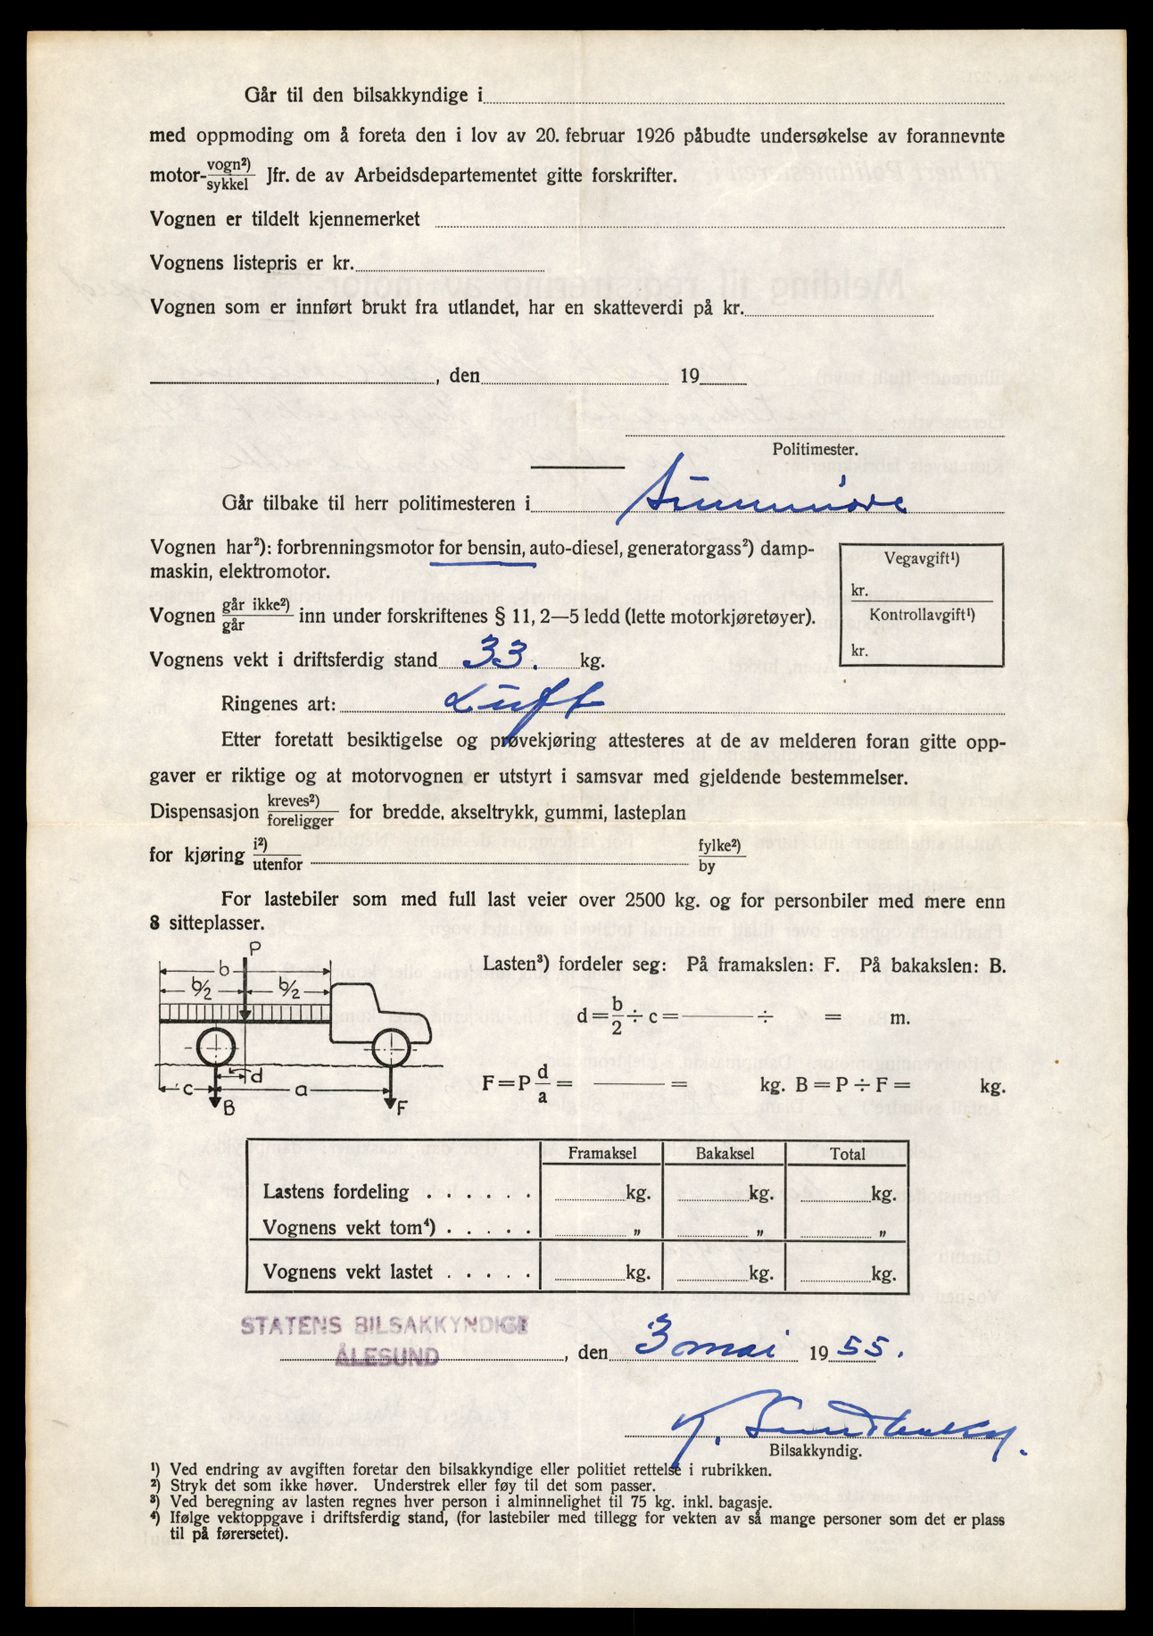 Går til den bilsakkyndige i
med oppmoding om å foreta den i lov av 20. februar 1926 påbudte undersøkelse av forannevnte
motor- vogn²) / sykkel Jfr. de av Arbeidsdepartementet gitte forskrifter.
Vognen er tildelt kjennemerket
Vognens listepris er kr.
Vognen som er innført brukt fra utlandet, har en skatteverdi på kr.
, den 19
Politimester.
Går tilbake til herr politimesteren i Sunnmøre
Vognen har²): forbrenningsmotor for bensin, auto-diesel, generatorgass²) damp-
maskin, elektromotor.
Vegavgift¹)
kr.
Kontrollavgift¹)
kr.
Vognen går ikke²) / går inn under forskriftenes § 11, 2—5 ledd (lette motorkjøretøyer).
Vognens vekt i driftsferdig stand 33. kg.
Ringenes art: Luft
Etter foretatt besiktigelse og prøvekjøring attesteres at de av melderen foran gitte opp-
gaver er riktige og at motorvognen er utstyrt i samsvar med gjeldende bestemmelser.
Dispensasjon kreves²) / foreligger for bredde, akseltrykk, gummi, lasteplan
for kjøring i²) / utenfor fylke²) / by
For lastebiler som med full last veier over 2500 kg. og for personbiler med mere enn
8 sitteplasser.
P
b
b/2 b/2
c d a
B F
Lasten³) fordeler seg: På framakslen: F. På bakakslen: B.
d = b/2 ÷ c = ÷ = m.
F = P d/a = = kg. B = P ÷ F = kg.
Framaksel Bakaksel Total
Lastens fordeling . . . . . . kg. kg. kg.
Vognens vekt tom⁴) . . . . . „ „ „
Vognens vekt lastet . . . . . kg. kg. kg.
STATENS BILSAKKYNDIGE
ÅLESUND , den 3 mai 1955.
Bilsakkyndig.
¹) Ved endring av avgiften foretar den bilsakkyndige eller politiet rettelse i rubrikken.
²) Stryk det som ikke høver. Understrek eller føy til det som passer.
³) Ved beregning av lasten regnes hver person i alminnelighet til 75 kg. inkl. bagasje.
⁴) Ifølge vektoppgave i driftsferdig stand, (for lastebiler med tillegg for vekten av så mange personer som det er plass
til på førersetet).